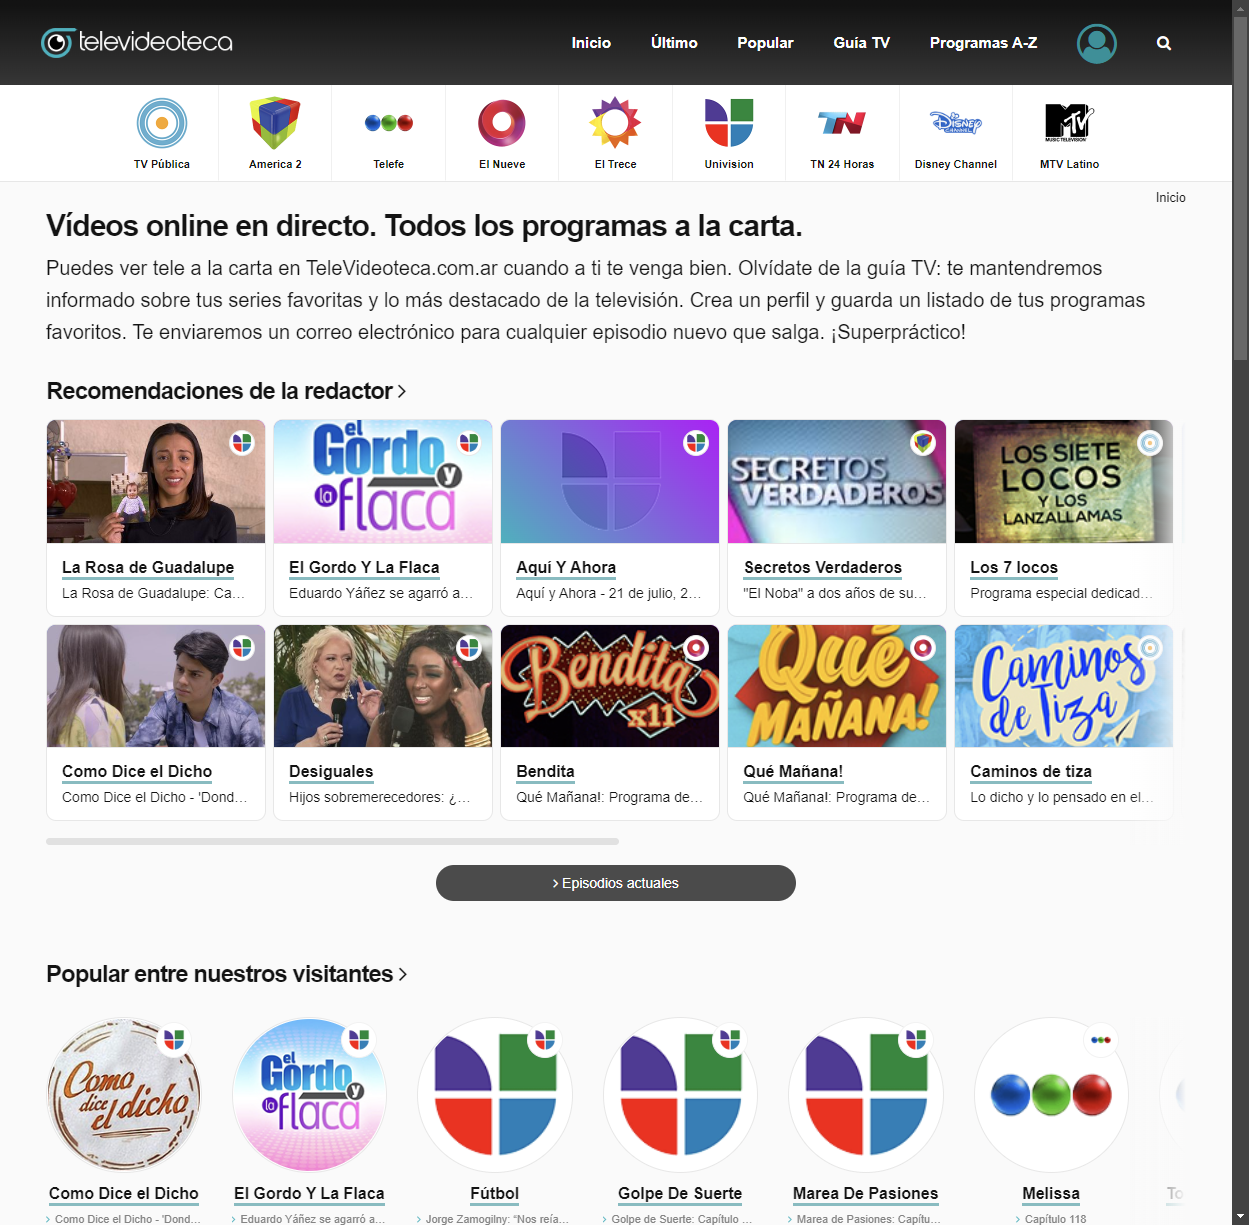 televideoteca
Inicio
Último
Popular
Guía TV
Programas A-Z
TV Pública
America 2
Telefe
El Nueve
El Trece
Univision
TN
TN 24 Horas
Disney
CHANNEL
Disney Channel
MTV
MUSIC TELEVISION
MTV Latino
Inicio
Vídeos online en directo. Todos los programas a la carta.
Puedes ver tele a la carta en TeleVideoteca.com.ar cuando a ti te venga bien. Olvídate de la guía TV: te mantendremos
informado sobre tus series favoritas y lo más destacado de la televisión. Crea un perfil y guarda un listado de tus programas
favoritos. Te enviaremos un correo electrónico para cualquier episodio nuevo que salga. ¡Superpráctico!
Recomendaciones de la redactor
La Rosa de Guadalupe
La Rosa de Guadalupe: Ca...
el
Gordo
y
la flaca
El Gordo Y La Flaca
Eduardo Yáñez se agarró a...
Aquí Y Ahora
Aquí y Ahora - 21 de julio, 2...
SECRETOS
VERDADEROS
Secretos Verdaderos
"El Noba" a dos años de su...
LOS SIETE
LOCOS
Y LOS
LANZALLAMAS
Los 7 locos
Programa especial dedicad...
Como Dice el Dicho
Como Dice el Dicho - 'Dond...
Desiguales
Hijos sobremerecedores: ¿...
Bendita
x11
Bendita
Qué Mañana!: Programa de...
Qué
MAÑANA!
Qué Mañana!
Qué Mañana!: Programa de...
Caminos
de Tiza
Caminos de tiza
Lo dicho y lo pensado en el...
Episodios actuales
Popular entre nuestros visitantes
Como
dice
el dicho
Como Dice el Dicho
Como Dice el Dicho - 'Dond...
el
Gordo
y
la flaca
El Gordo Y La Flaca
Eduardo Yáñez se agarró a...
Fútbol
Jorge Zamogilny: "Nos reía...
Golpe De Suerte
Golpe de Suerte: Capítulo ...
Marea De Pasiones
Marea de Pasiones: Capítu...
Melissa
Capítulo 118
To